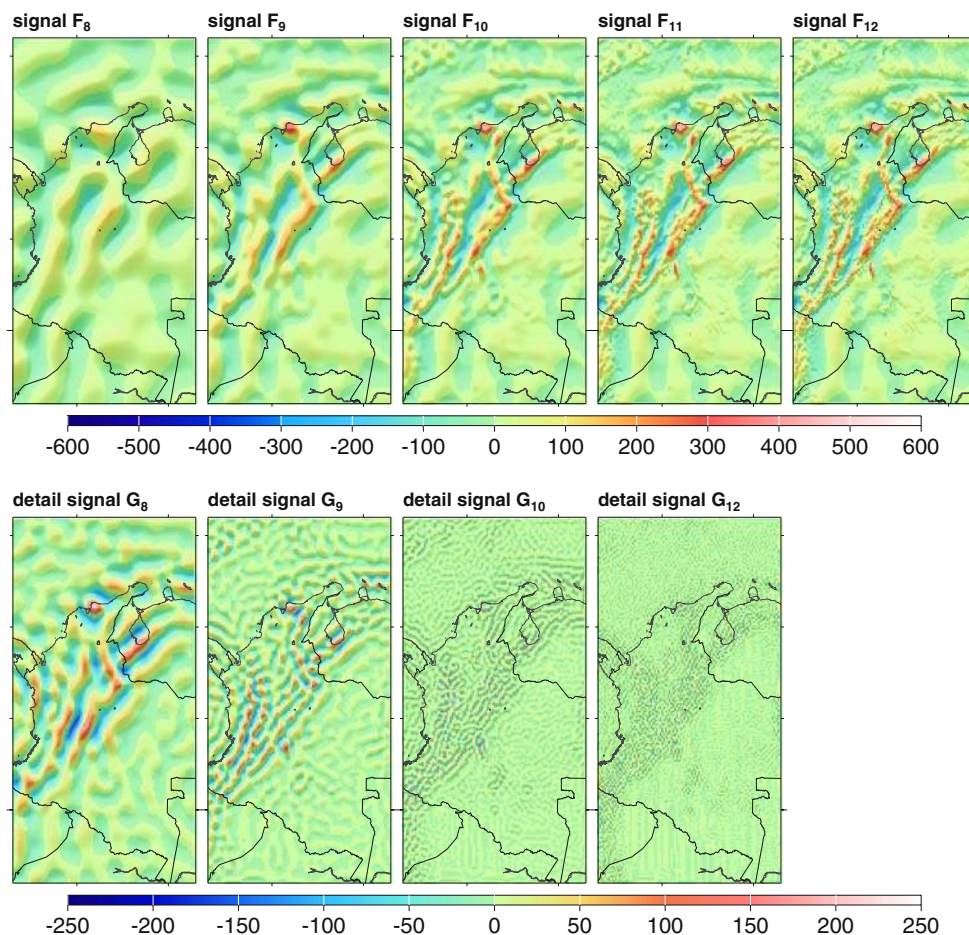 signal F₈ signal F₉ signal F₁₀ signal F₁₁ signal F₁₂
-600 -500 -400 -300 -200 -100 0 100 200 300 400 500 600
detail signal G₈ detail signal G₉ detail signal G₁₀ detail signal G₁₂
-250 -200 -150 -100 -50 0 50 100 150 200 250